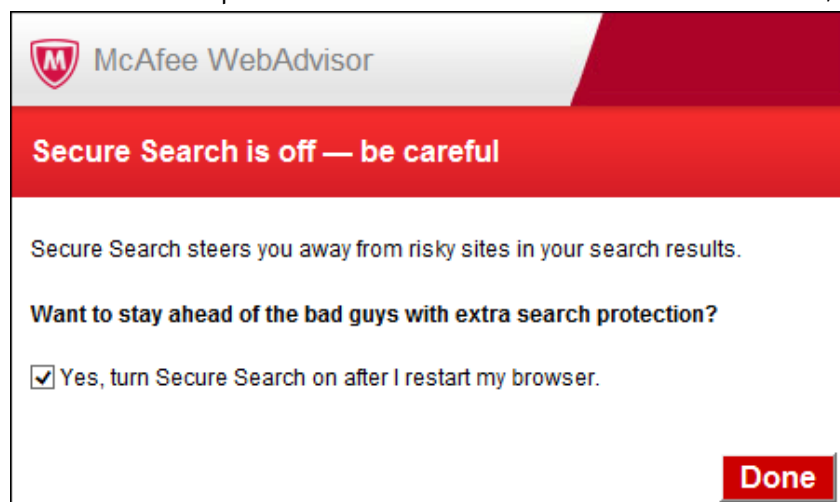 McAfee WebAdvisor
Secure Search is off — be careful
Secure Search steers you away from risky sites in your search results.
Want to stay ahead of the bad guys with extra search protection?
Yes, turn Secure Search on after I restart my browser.
Done